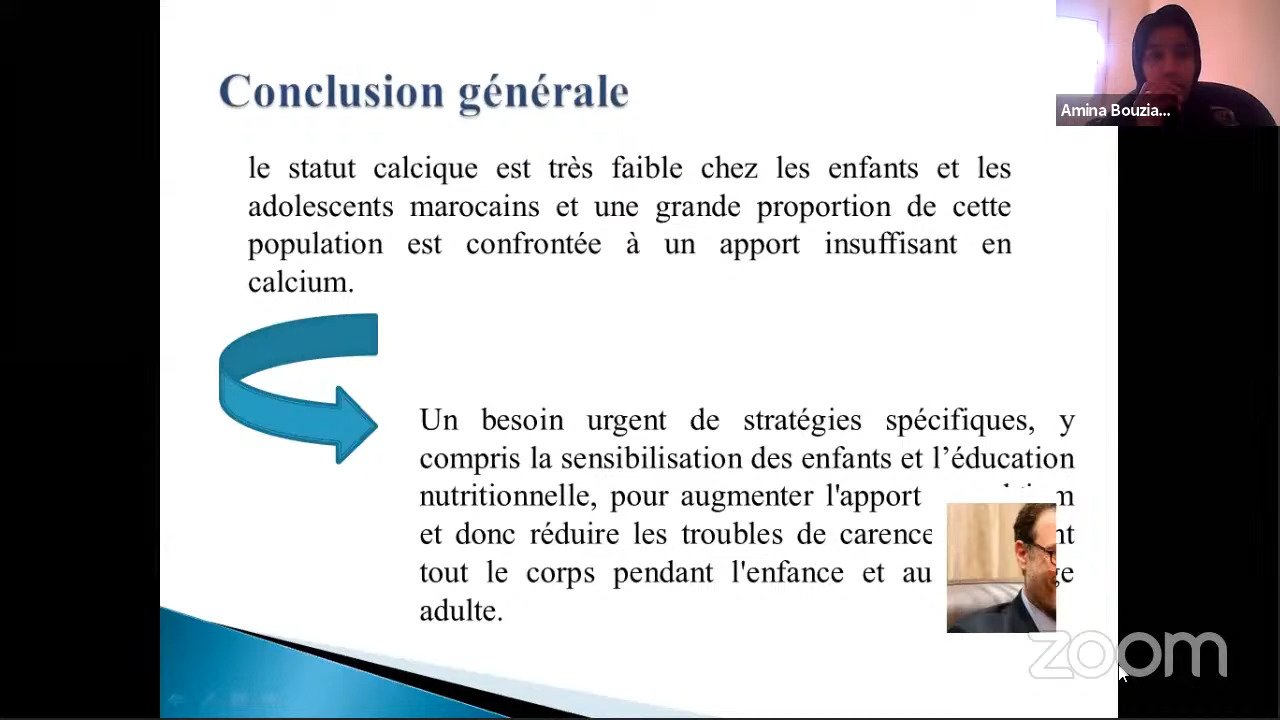 Conclusion générale
Amina Bouzia...
le statut calcique est très faible chez les enfants et les
adolescents marocains et une grande proportion de cette
population est confrontée à un apport insuffisant en
calcium.
Un besoin urgent de stratégies spécifiques, y
compris la sensibilisation des enfants et l’éducation
nutritionnelle, pour augmenter l'apport
et donc réduire les troubles de carence
tout le corps pendant l'enfance et
adulte.
zoom